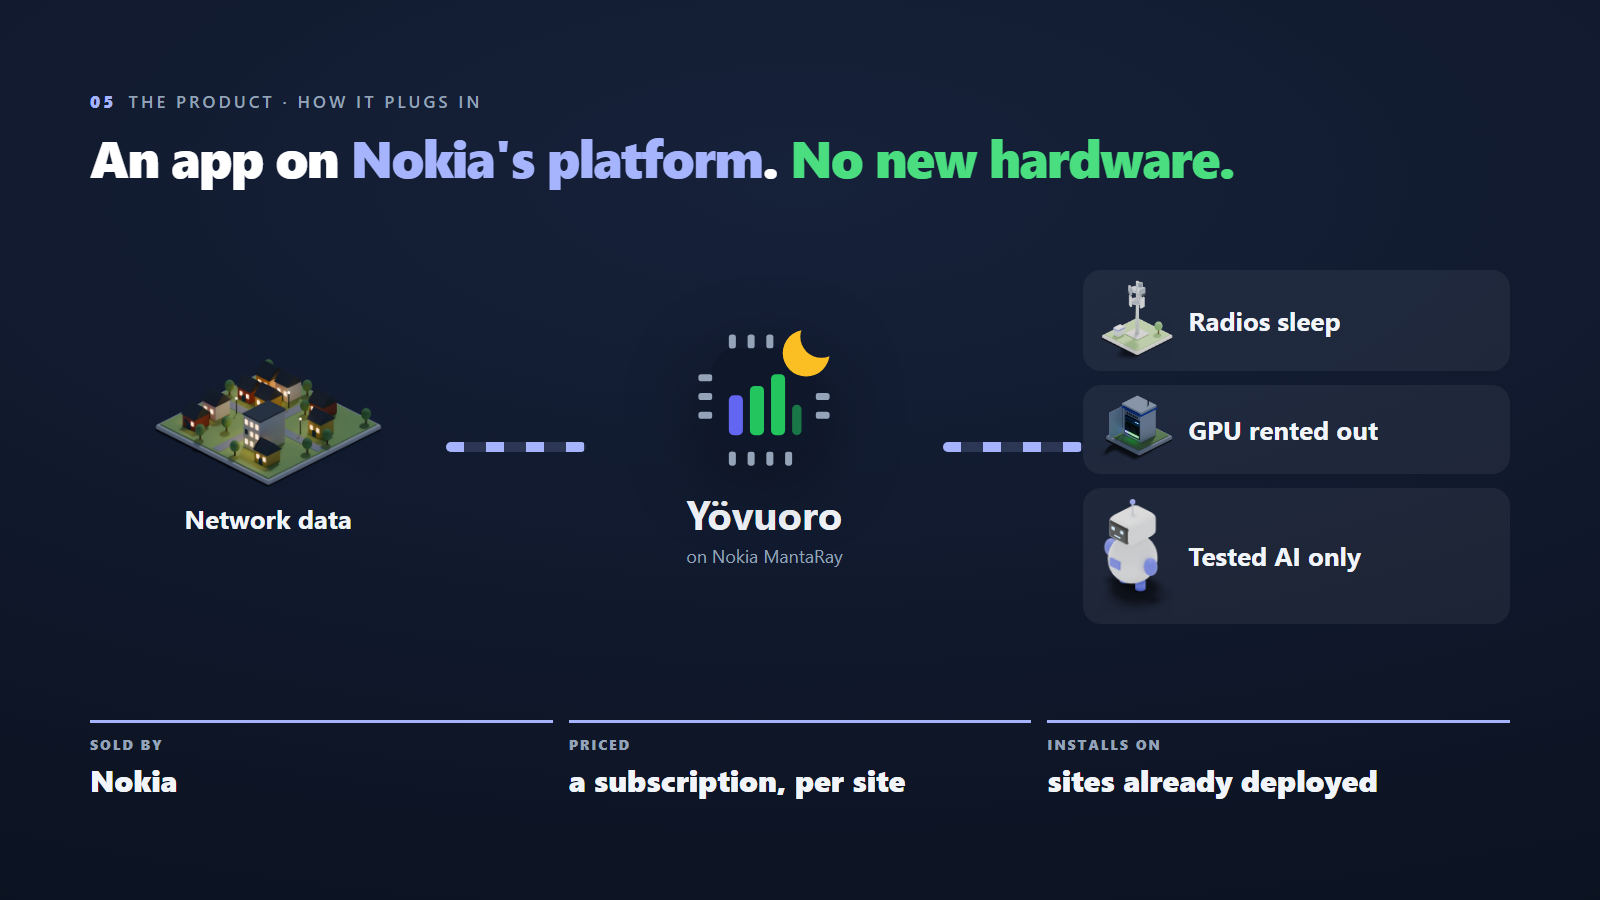 05 THE PRODUCT · HOW IT PLUGS IN
An app on Nokia's platform. No new hardware.
Network data
Yövuoro
on Nokia MantaRay
Radios sleep
GPU rented out
Tested AI only
SOLD BY
Nokia
PRICED
a subscription, per site
INSTALLS ON
sites already deployed